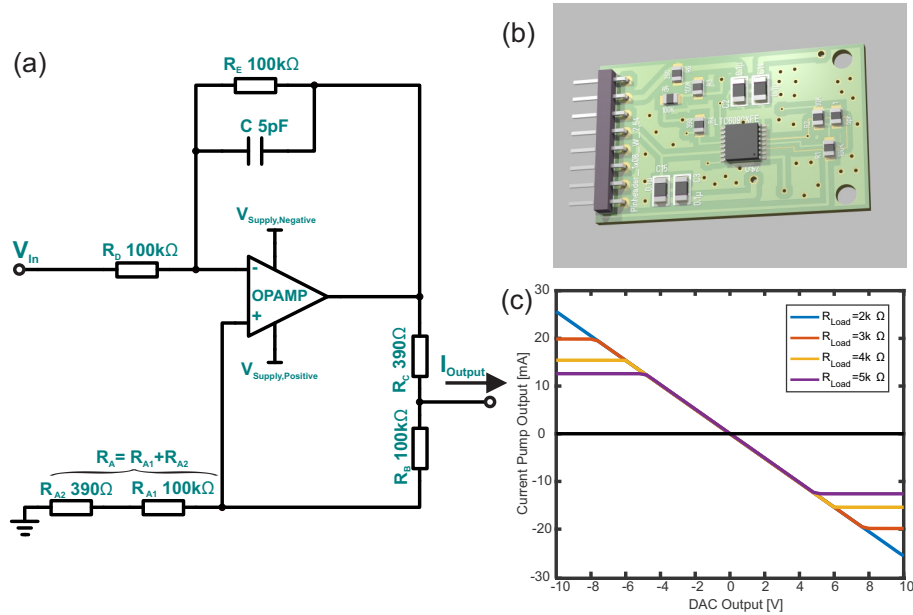 (a)
R_E 100kΩ
C 5pF
V_Supply,Negative
V_In
R_D 100kΩ
-
OPAMP
+
V_Supply,Positive
R_C 390Ω
I_Output
R_B 100kΩ
R_A= R_A1+R_A2
R_A2 390Ω R_A1 100kΩ
(b)
(c)
30
20
10
0
-10
-20
-30
Current Pump Output [mA]
R_Load=2k Ω
R_Load=3k Ω
R_Load=4k Ω
R_Load=5k Ω
-10 -8 -6 -4 -2 0 2 4 6 8 10
DAC Output [V]